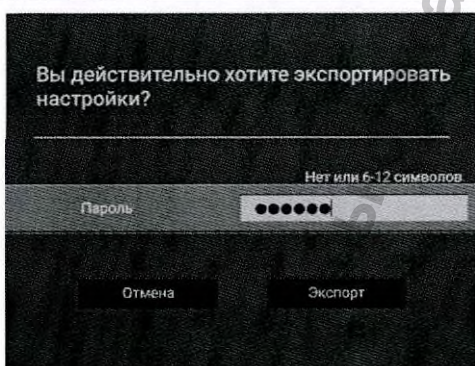 Вы действительно хотите экспортировать
настройки?
Нет или 6-12 символов
Пароль ●●●●●●
Отмена Экспорт